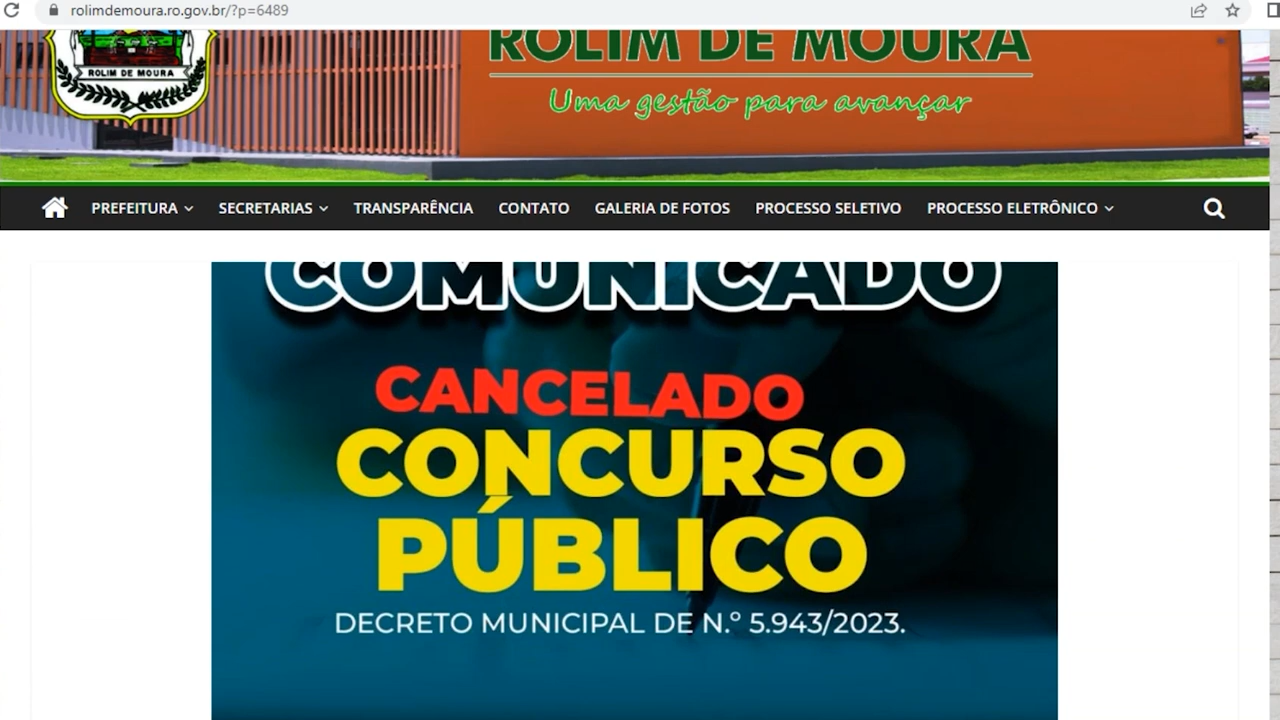 rolimdemoura.ro.gov.br/?p=6489
ROLIM DE MOURA
ROLIM DE MOURA
Uma gestão para avançar
PREFEITURA SECRETARIAS TRANSPARÊNCIA CONTATO GALERIA DE FOTOS PROCESSO SELETIVO PROCESSO ELETRÔNICO
COMUNICADO
CANCELADO
CONCURSO
PÚBLICO
DECRETO MUNICIPAL DE N.º 5.943/2023.